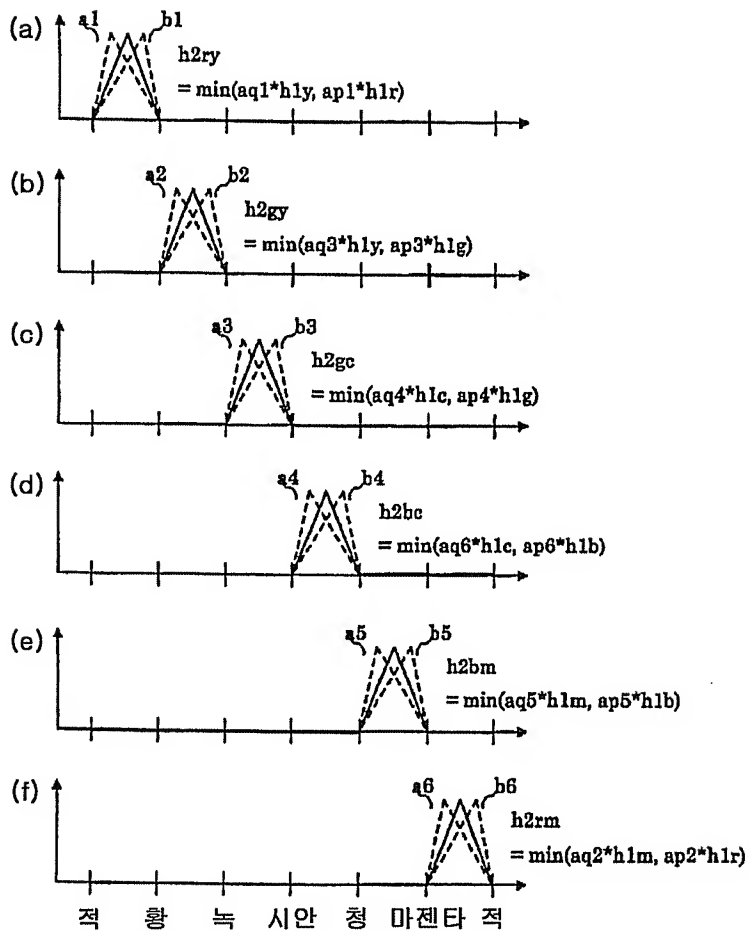 (a)
a1 b1
h2ry
= min(aq1*h1y, ap1*h1r)
(b)
a2 b2
h2gy
= min(aq3*h1y, ap3*h1g)
(c)
a3 b3
h2gc
= min(aq4*h1c, ap4*h1g)
(d)
a4 b4
h2bc
= min(aq6*h1c, ap6*h1b)
(e)
a5 b5
h2bm
= min(aq5*h1m, ap5*h1b)
(f)
a6 b6
h2rm
= min(aq2*h1m, ap2*h1r)
적 황 녹 시안 청 마젠타 적